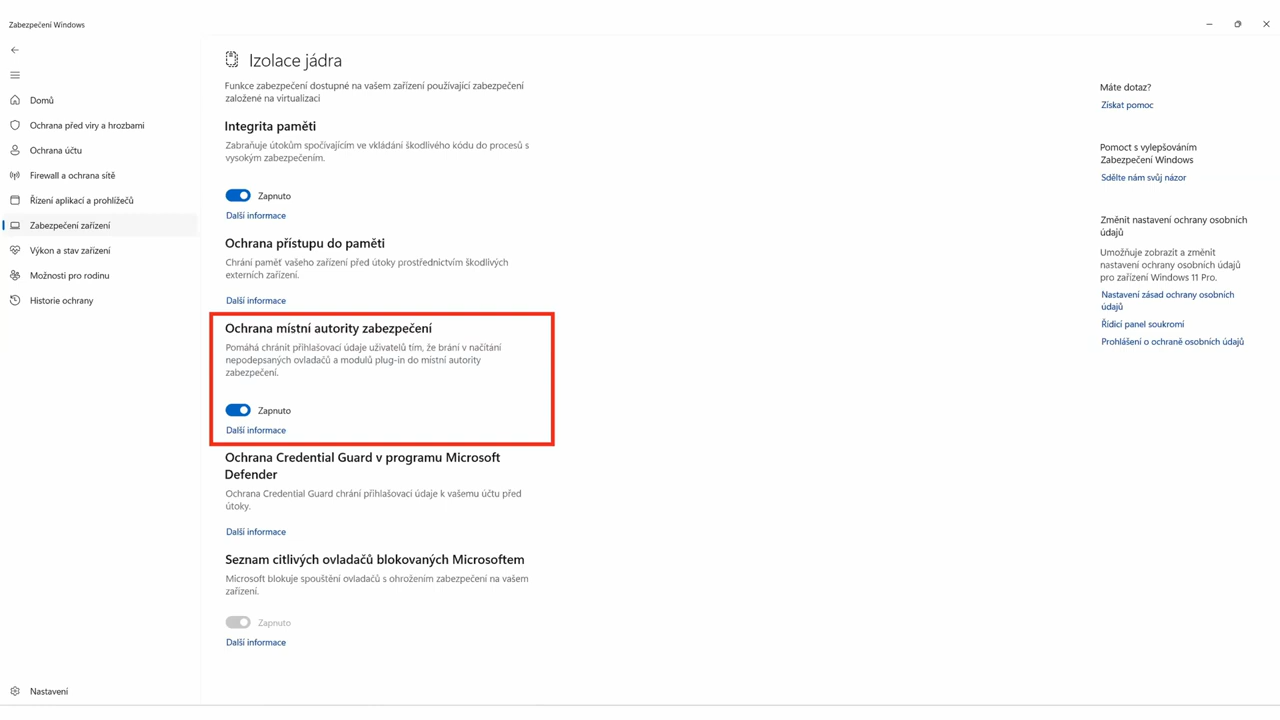 Zabezpečení Windows
Domů
Ochrana před viry a hrozbami
Ochrana účtu
Firewall a ochrana sítě
Řízení aplikací a prohlížečů
Zabezpečení zařízení
Výkon a stav zařízení
Možnosti pro rodinu
Historie ochrany
Nastavení
Izolace jádra
Funkce zabezpečení dostupné na vašem zařízení používající zabezpečení
založené na virtualizaci
Integrita paměti
Zabraňuje útokům spočívajícím ve vkládání škodlivého kódu do procesů s
vysokým zabezpečením.
Zapnuto
Další informace
Ochrana přístupu do paměti
Chrání paměť vašeho zařízení před útoky prostřednictvím škodlivých
externích zařízení.
Další informace
Ochrana místní autority zabezpečení
Pomáhá chránit přihlašovací údaje uživatelů tím, že brání v načítání
nepodepsaných ovladačů a modulů plug-in do místní autority
zabezpečení.
Zapnuto
Další informace
Ochrana Credential Guard v programu Microsoft
Defender
Ochrana Credential Guard chrání přihlašovací údaje k vašemu účtu před
útoky.
Další informace
Seznam citlivých ovladačů blokovaných Microsoftem
Microsoft blokuje spouštění ovladačů s ohrožením zabezpečení na vašem
zařízení.
Zapnuto
Další informace
Máte dotaz?
Získat pomoc
Pomoct s vylepšováním
Zabezpečení Windows
Sdělte nám svůj názor
Změnit nastavení ochrany osobních
údajů
Umožňuje zobrazit a změnit
nastavení ochrany osobních údajů
pro zařízení Windows 11 Pro.
Nastavení zásad ochrany osobních
údajů
Řídicí panel soukromí
Prohlášení o ochraně osobních údajů